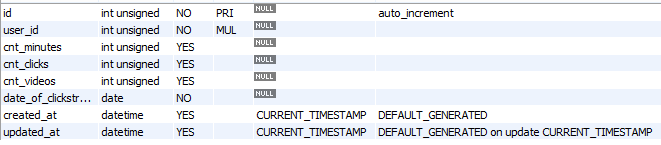 id int unsigned NO PRI NULL auto_increment
user_id int unsigned NO MUL NULL
cnt_minutes int unsigned YES NULL
cnt_clicks int unsigned YES NULL
cnt_videos int unsigned YES NULL
date_of_clickstr... date NO NULL
created_at datetime YES CURRENT_TIMESTAMP DEFAULT_GENERATED
updated_at datetime YES CURRENT_TIMESTAMP DEFAULT_GENERATED on update CURRENT_TIMESTAMP